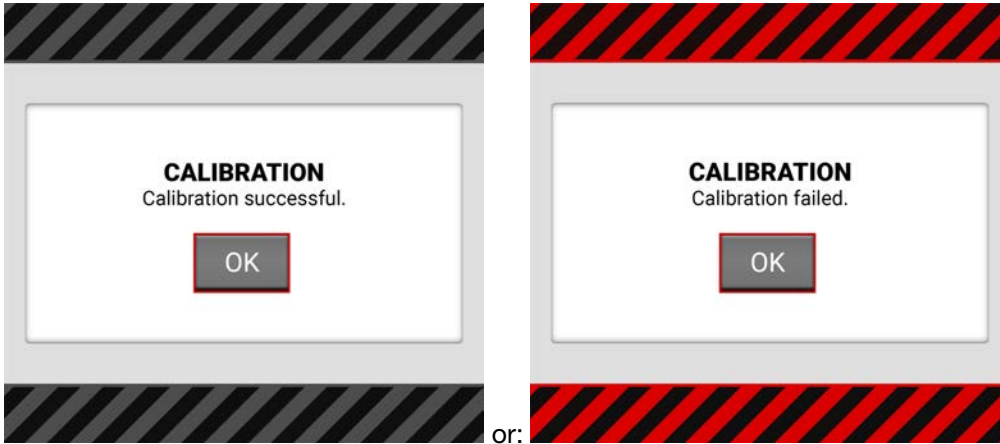 CALIBRATION
Calibration successful.
OK
or:
CALIBRATION
Calibration failed.
OK